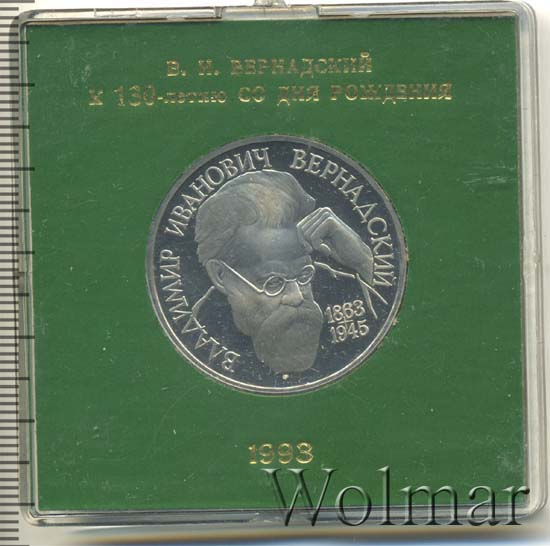 В. И. ВЕРНАДСКИЙ
К 130-летию СО ДНЯ РОЖДЕНИЯ
ВЛАДИМИР ИВАНОВИЧ ВЕРНАДСКИЙ
1863
1945
1993
Wolmar